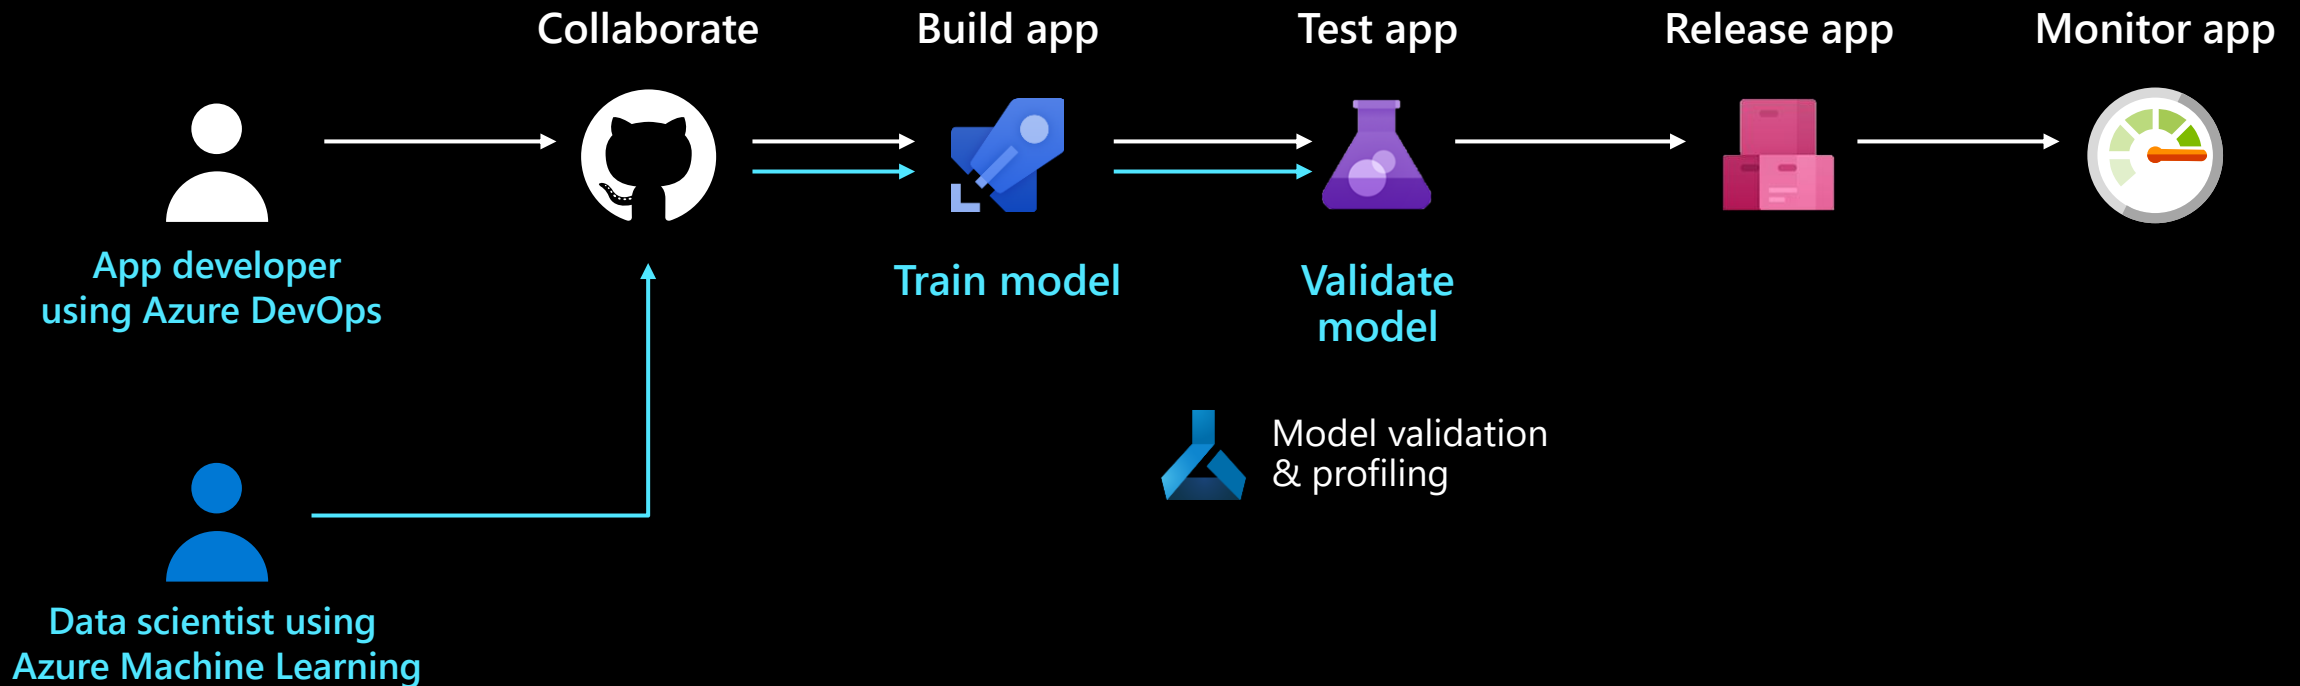 Collaborate
Build app
Test app
Release app
Monitor app
App developer
using Azure DevOps
Train model
Validate
model
Model validation
& profiling
Data scientist using
Azure Machine Learning